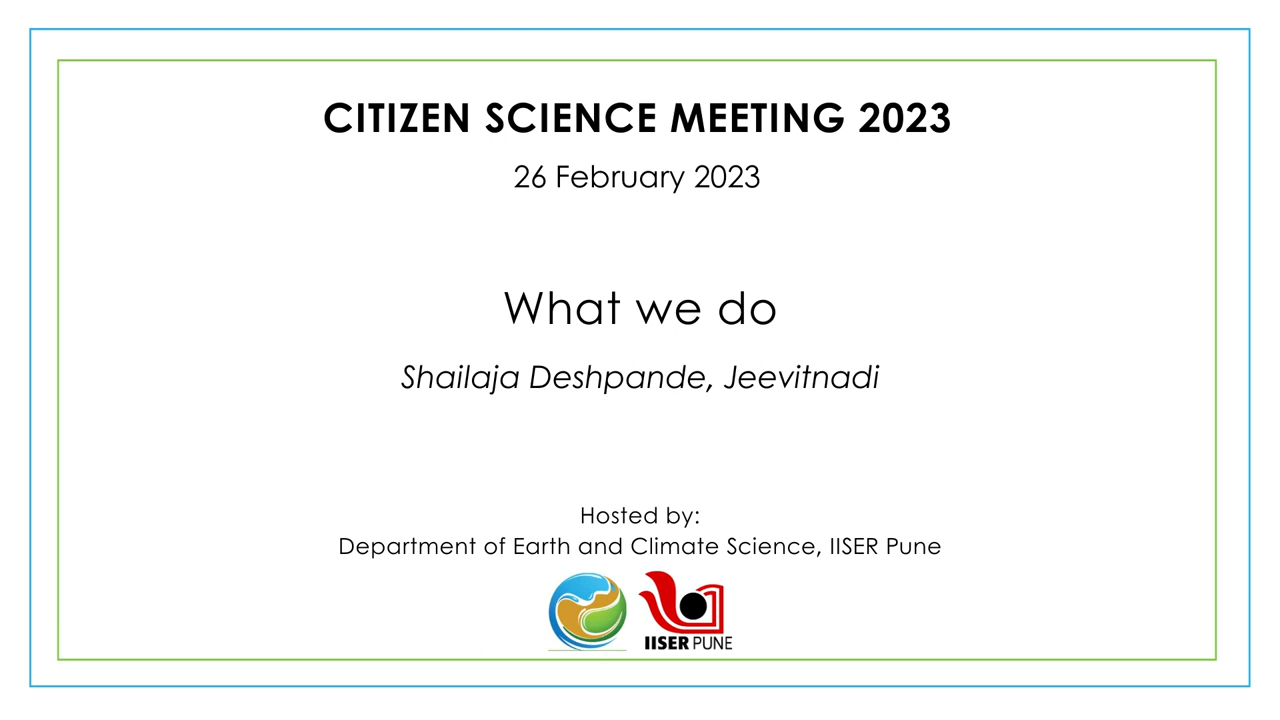 CITIZEN SCIENCE MEETING 2023
26 February 2023
What we do
Shailaja Deshpande, Jeevitnadi
Hosted by:
Department of Earth and Climate Science, IISER Pune
IISER PUNE